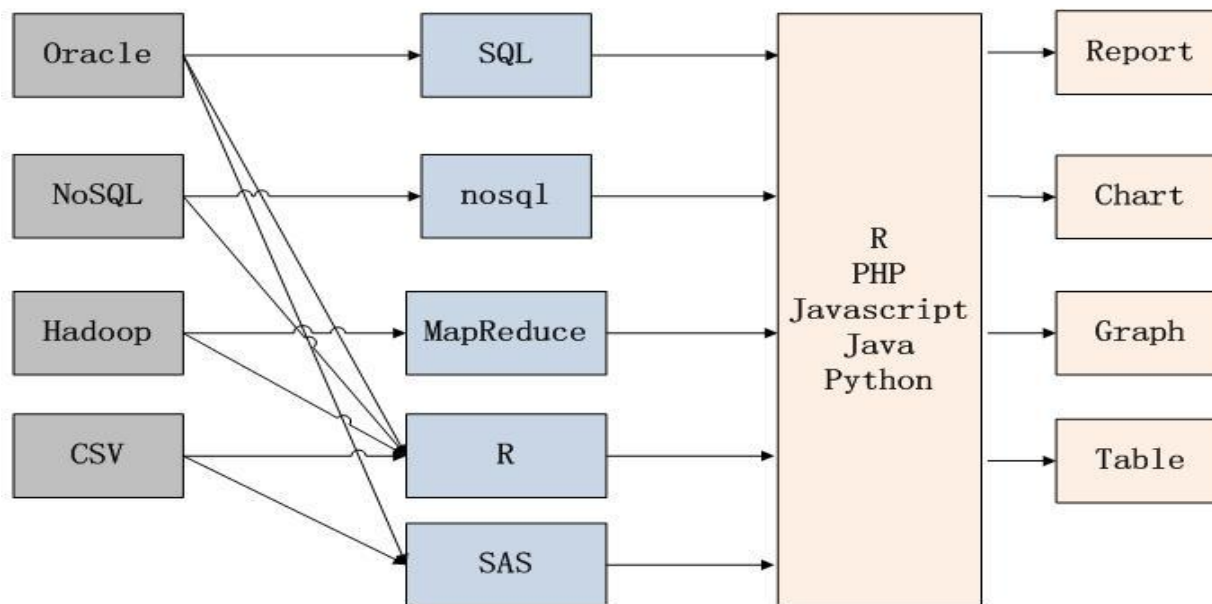 Oracle
SQL
Report
NoSQL
nosql
Chart
Hadoop
MapReduce
Graph
CSV
R
Table
SAS
R
PHP
Javascript
Java
Python